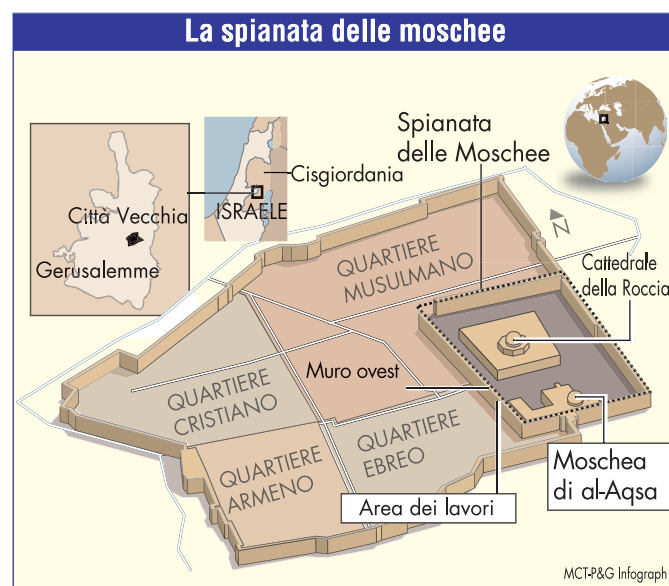 La spianata delle moschee
Spianata
delle Moschee
Cisgiordania
ISRAELE
Città Vecchia
Gerusalemme
N
QUARTIERE
MUSULMANO
Cattedrale
della Roccia
Muro ovest
QUARTIERE
CRISTIANO
QUARTIERE
EBREO
QUARTIERE
ARMENO
Moschea
di al-Aqsa
Area dei lavori
MCT-P&G Infograph